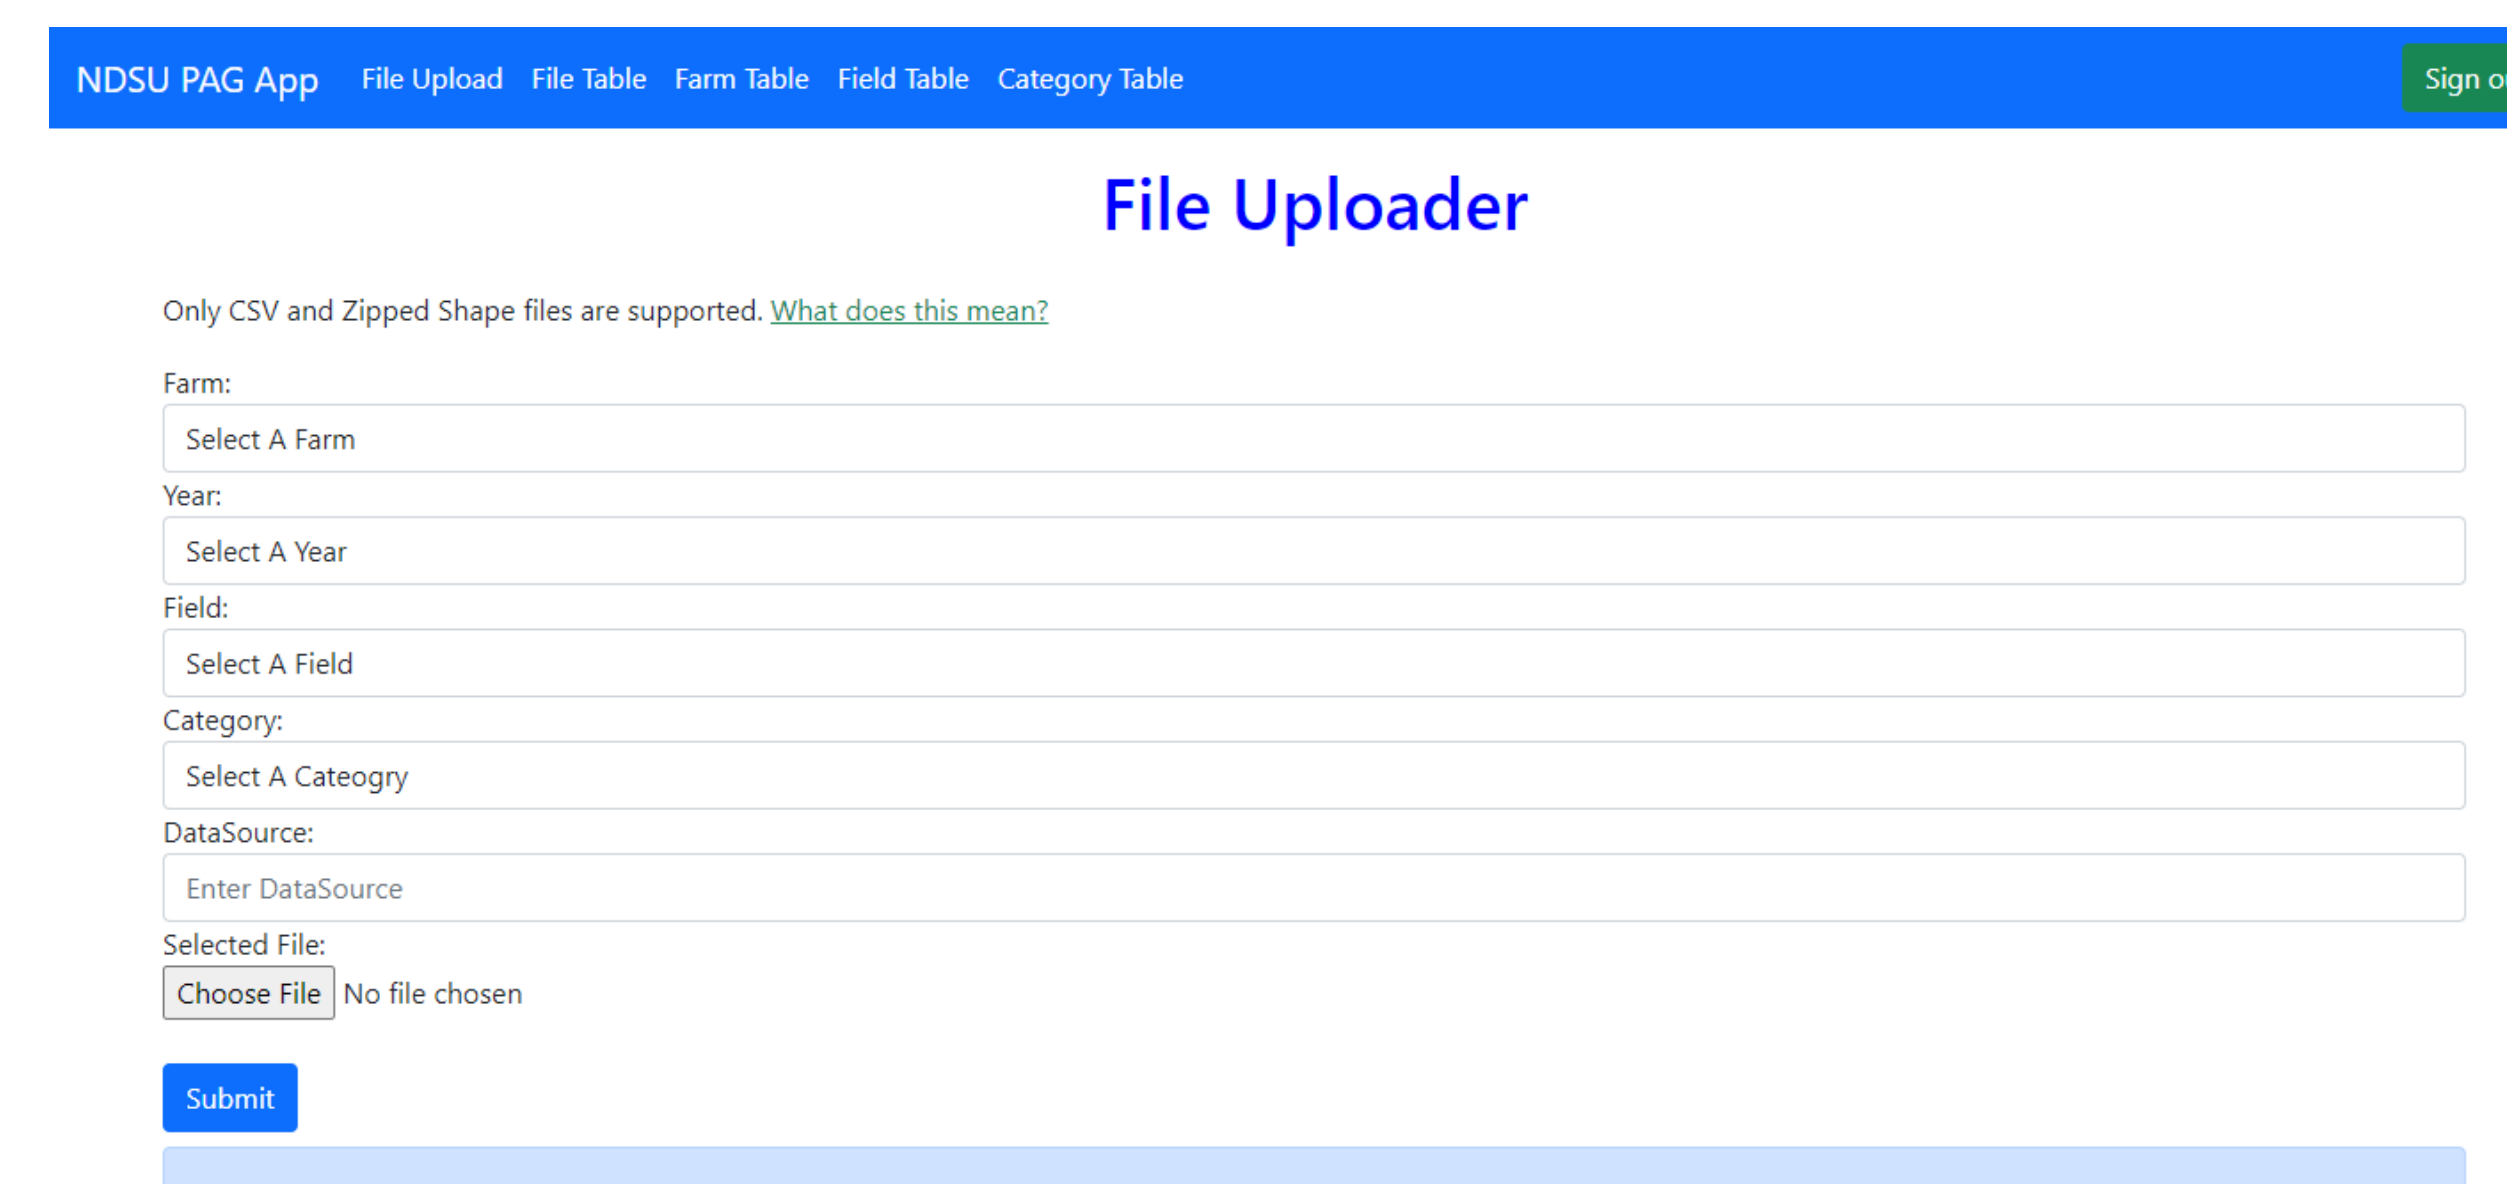 NDSU PAG App File Upload File Table Farm Table Field Table Category Table Sign
File Uploader
Only CSV and Zipped Shape files are supported. What does this mean?
Farm:
Select A Farm
Year:
Select A Year
Field:
Select A Field
Category:
Select A Cateogry
DataSource:
Enter DataSource
Selected File:
Choose File No file chosen
Submit